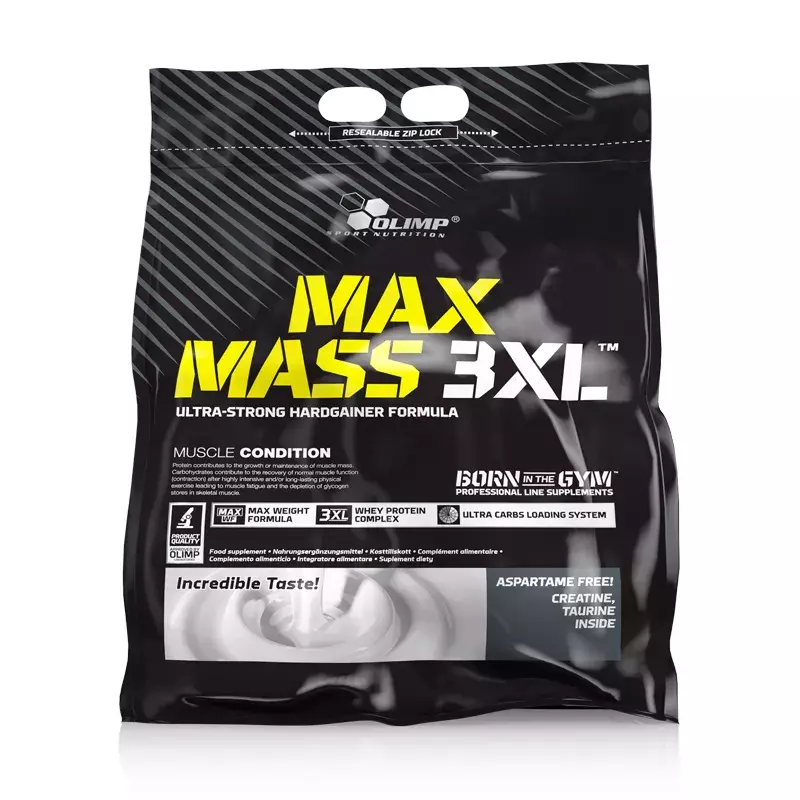 RESEALABLE ZIP LOCK
OLIMP®
SPORT NUTRITION
MAX
MASS 3XL™
ULTRA-STRONG HARDGAINER FORMULA
MUSCLE CONDITION
Protein contributes to the growth or maintenance of muscle mass.
Carbohydrates contribute to the recovery of normal muscle function
(contraction) after highly intensive and/or long-lasting physical
exercise leading to muscle fatigue and the depletion of glycogen
stores in skeletal muscle.
BORN IN THE GYM™
PROFESSIONAL LINE SUPPLEMENTS
PRODUCT
QUALITY
APPROVED BY
OLIMP
MAX
WF
MAX WEIGHT
FORMULA
3XL
WHEY PROTEIN
COMPLEX
ULTRA CARBS LOADING SYSTEM
Food supplement • Nahrungsergänzungsmittel • Kosttillskott • Complément alimentaire •
Complemento alimenticio • Integratore alimentare • Suplement diety
Incredible Taste!
ASPARTAME FREE!
CREATINE,
TAURINE
INSIDE